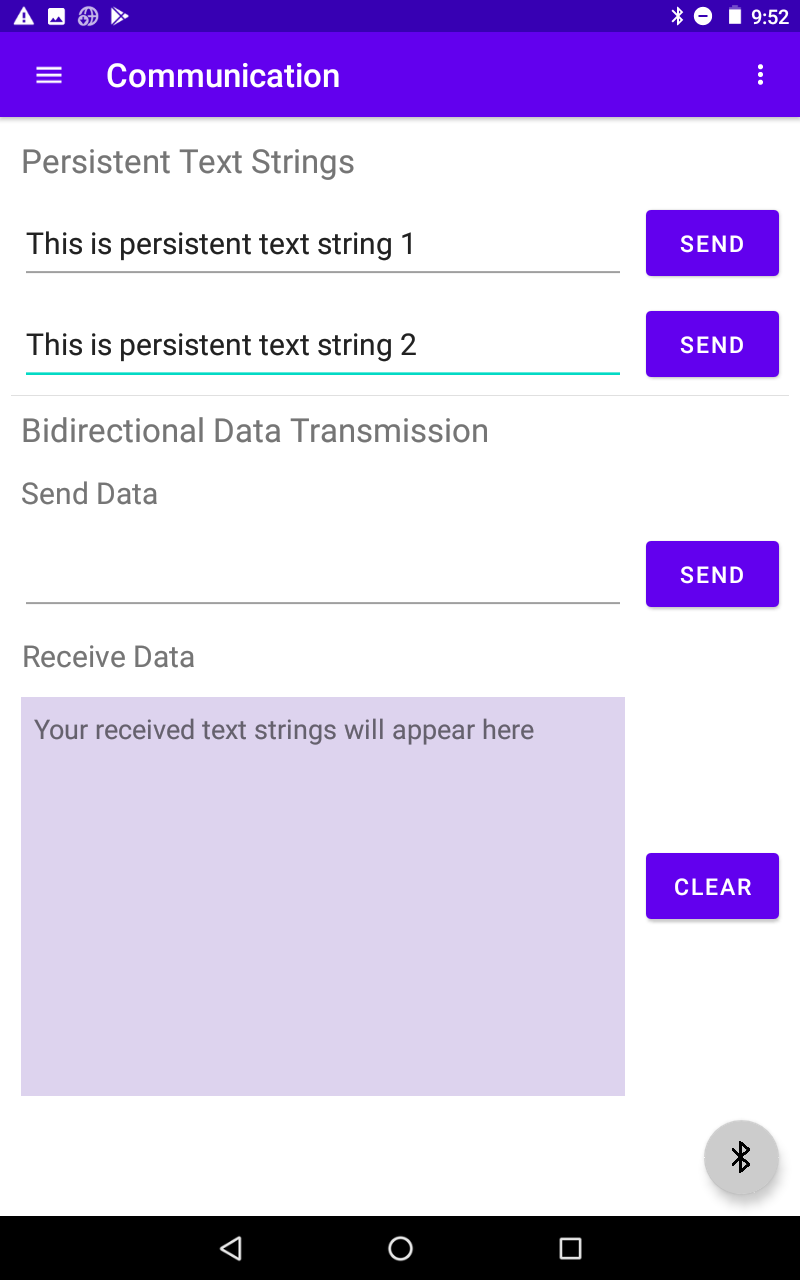 9:52
Communication
Persistent Text Strings
This is persistent text string 1
SEND
This is persistent text string 2
SEND
Bidirectional Data Transmission
Send Data
SEND
Receive Data
Your received text strings will appear here
CLEAR